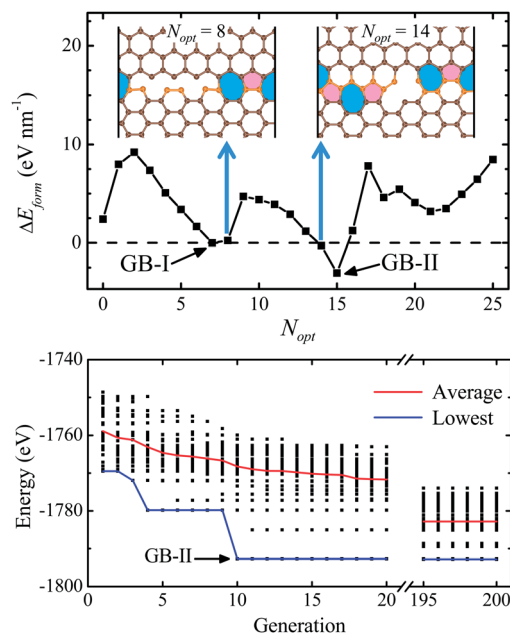 N_opt = 8
N_opt = 14
20
10
0
ΔE_form (eV nm⁻¹)
GB-I
GB-II
0 5 10 15 20 25
N_opt
-1740
-1760
-1780
-1800
Energy (eV)
Average
Lowest
GB-II
0 5 10 15 20 195 200
Generation